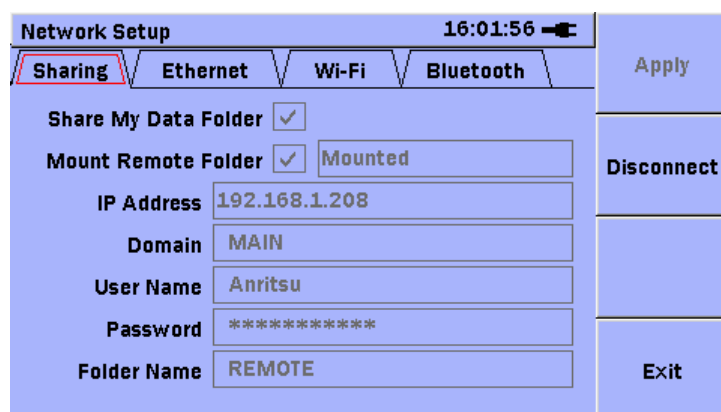 Network Setup 16:01:56
Sharing Ethernet Wi-Fi Bluetooth
Apply
Share My Data Folder
Mount Remote Folder Mounted
Disconnect
IP Address 192.168.1.208
Domain MAIN
User Name Anritsu
Password ***********
Folder Name REMOTE
Exit